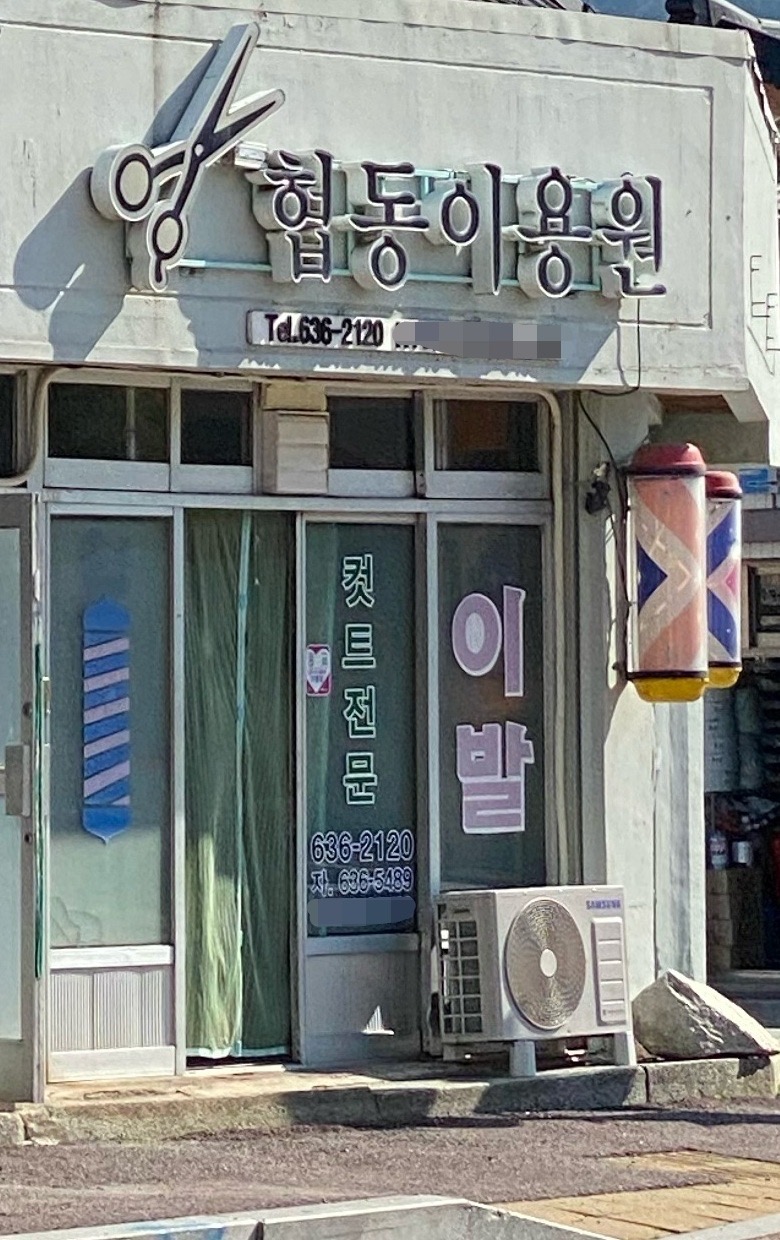 협동이용원
Tel.636-2120
컷트전문
636-2120
자. 636-5489
이발
SAMSUNG